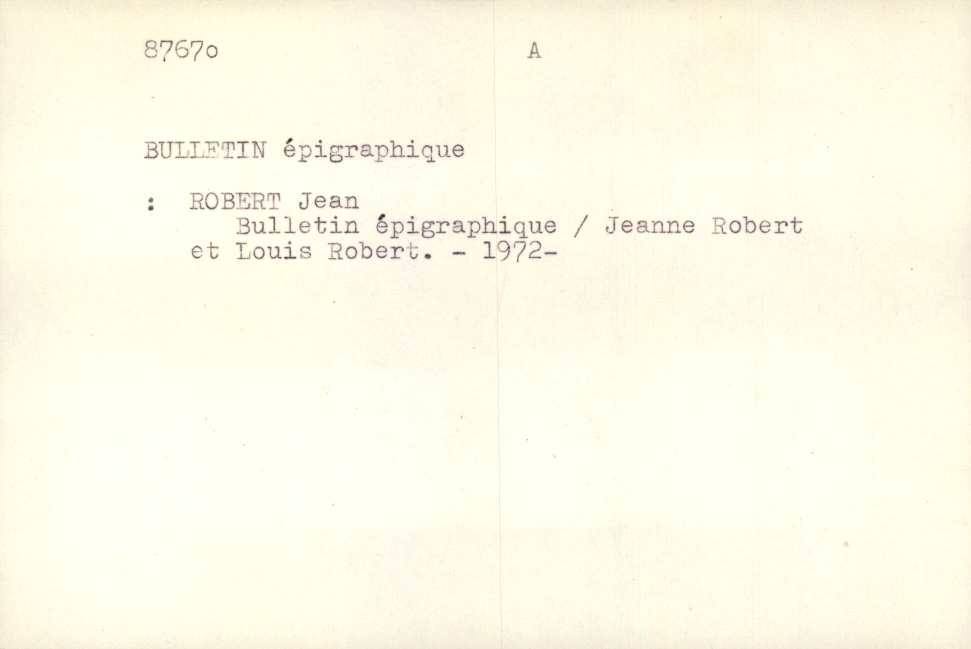 87670 A
BULLETIN épigraphique
: ROBERT Jean
Bulletin épigraphique / Jeanne Robert
et Louis Robert. - 1972-